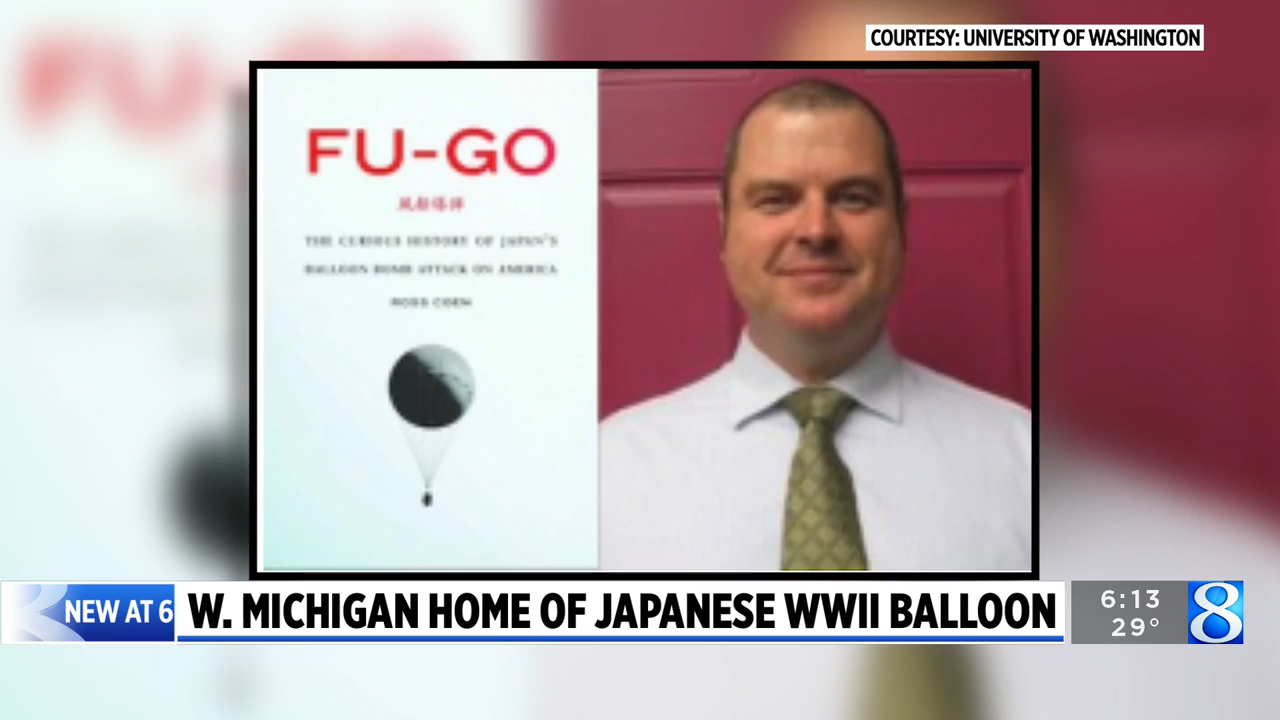 COURTESY: UNIVERSITY OF WASHINGTON
FU-GO
THE CURIOUS HISTORY OF JAPAN'S
BALLOON BOMB ATTACK ON AMERICA
ROSS COEN
NEW AT 6
W. MICHIGAN HOME OF JAPANESE WWII BALLOON
6:13
29°
8